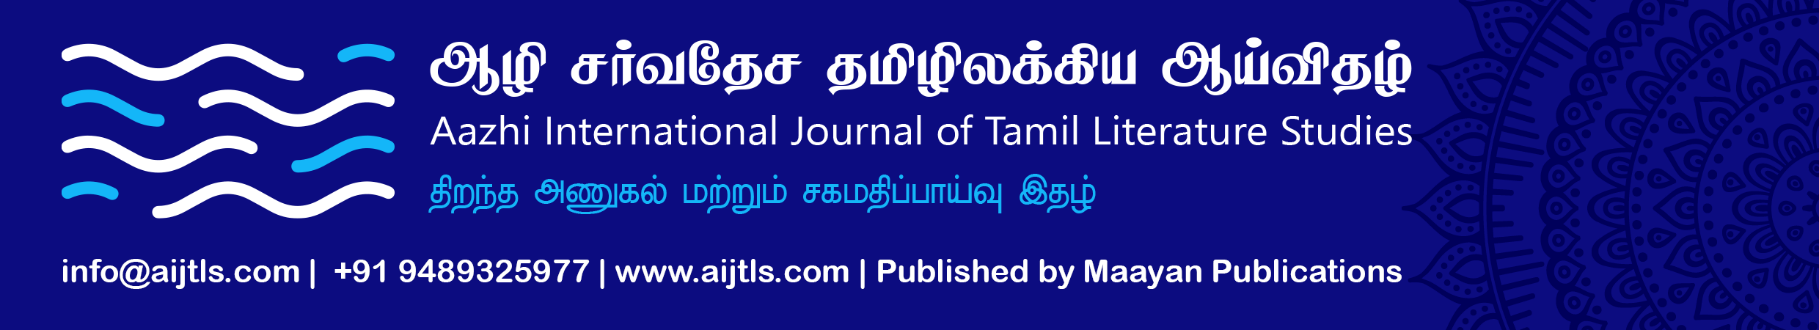 ஆழி சர்வதேச தமிழிலக்கிய ஆய்விதழ்
Aazhi International Journal of Tamil Literature Studies
திறந்த அணுகல் மற்றும் சகமதிப்பாய்வு இதழ்
info@aijtls.com | +91 9489325977 | www.aijtls.com | Published by Maayan Publications